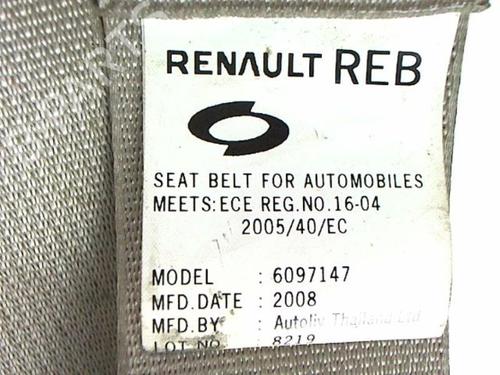 RENAULT REB
SEAT BELT FOR AUTOMOBILES
MEETS:ECE REG.NO.16-04
2005/40/EC
MODEL : 6097147
MFD.DATE : 2008
MFD.BY : Autoliv Thailand Ltd
LOT NO : 8219